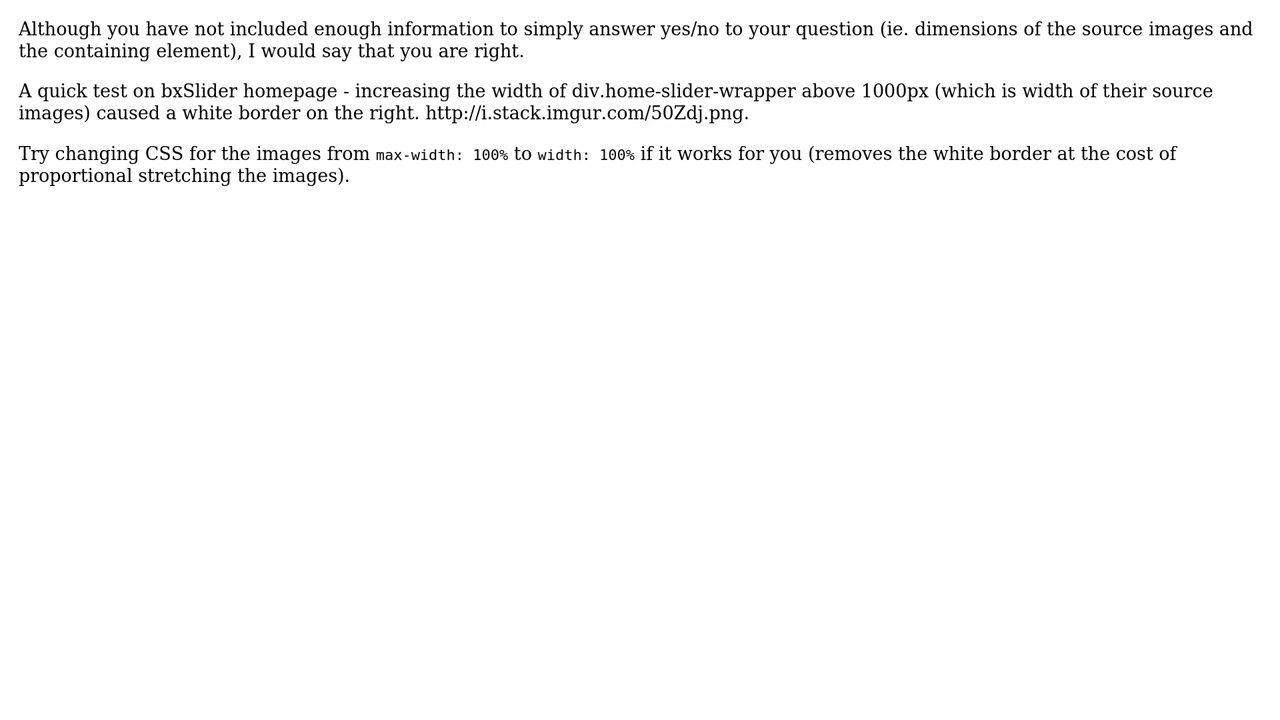 Although you have not included enough information to simply answer yes/no to your question (ie. dimensions of the source images and
the containing element), I would say that you are right.
A quick test on bxSlider homepage - increasing the width of div.home-slider-wrapper above 1000px (which is width of their source
images) caused a white border on the right. http://i.stack.imgur.com/50Zdj.png.
Try changing CSS for the images from max-width: 100% to width: 100% if it works for you (removes the white border at the cost of
proportional stretching the images).